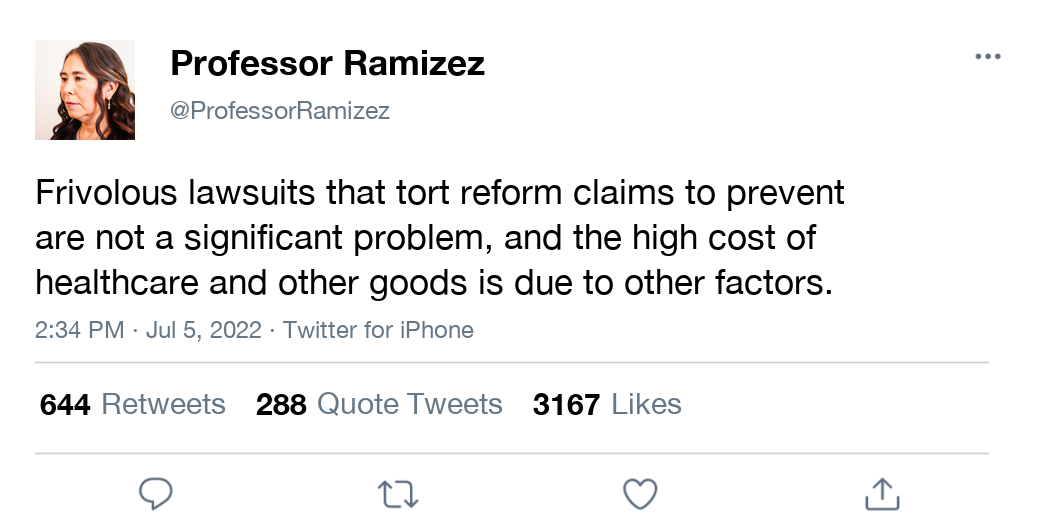 Professor Ramizez
@ProfessorRamizez
Frivolous lawsuits that tort reform claims to prevent
are not a significant problem, and the high cost of
healthcare and other goods is due to other factors.
2:34 PM · Jul 5, 2022 · Twitter for iPhone
644 Retweets 288 Quote Tweets 3167 Likes